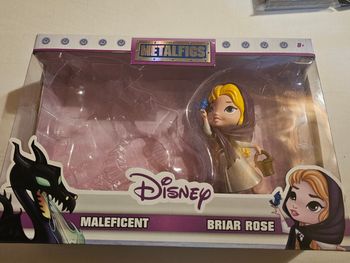 METALFIGS
8+
Disney
MALEFICENT
BRIAR ROSE